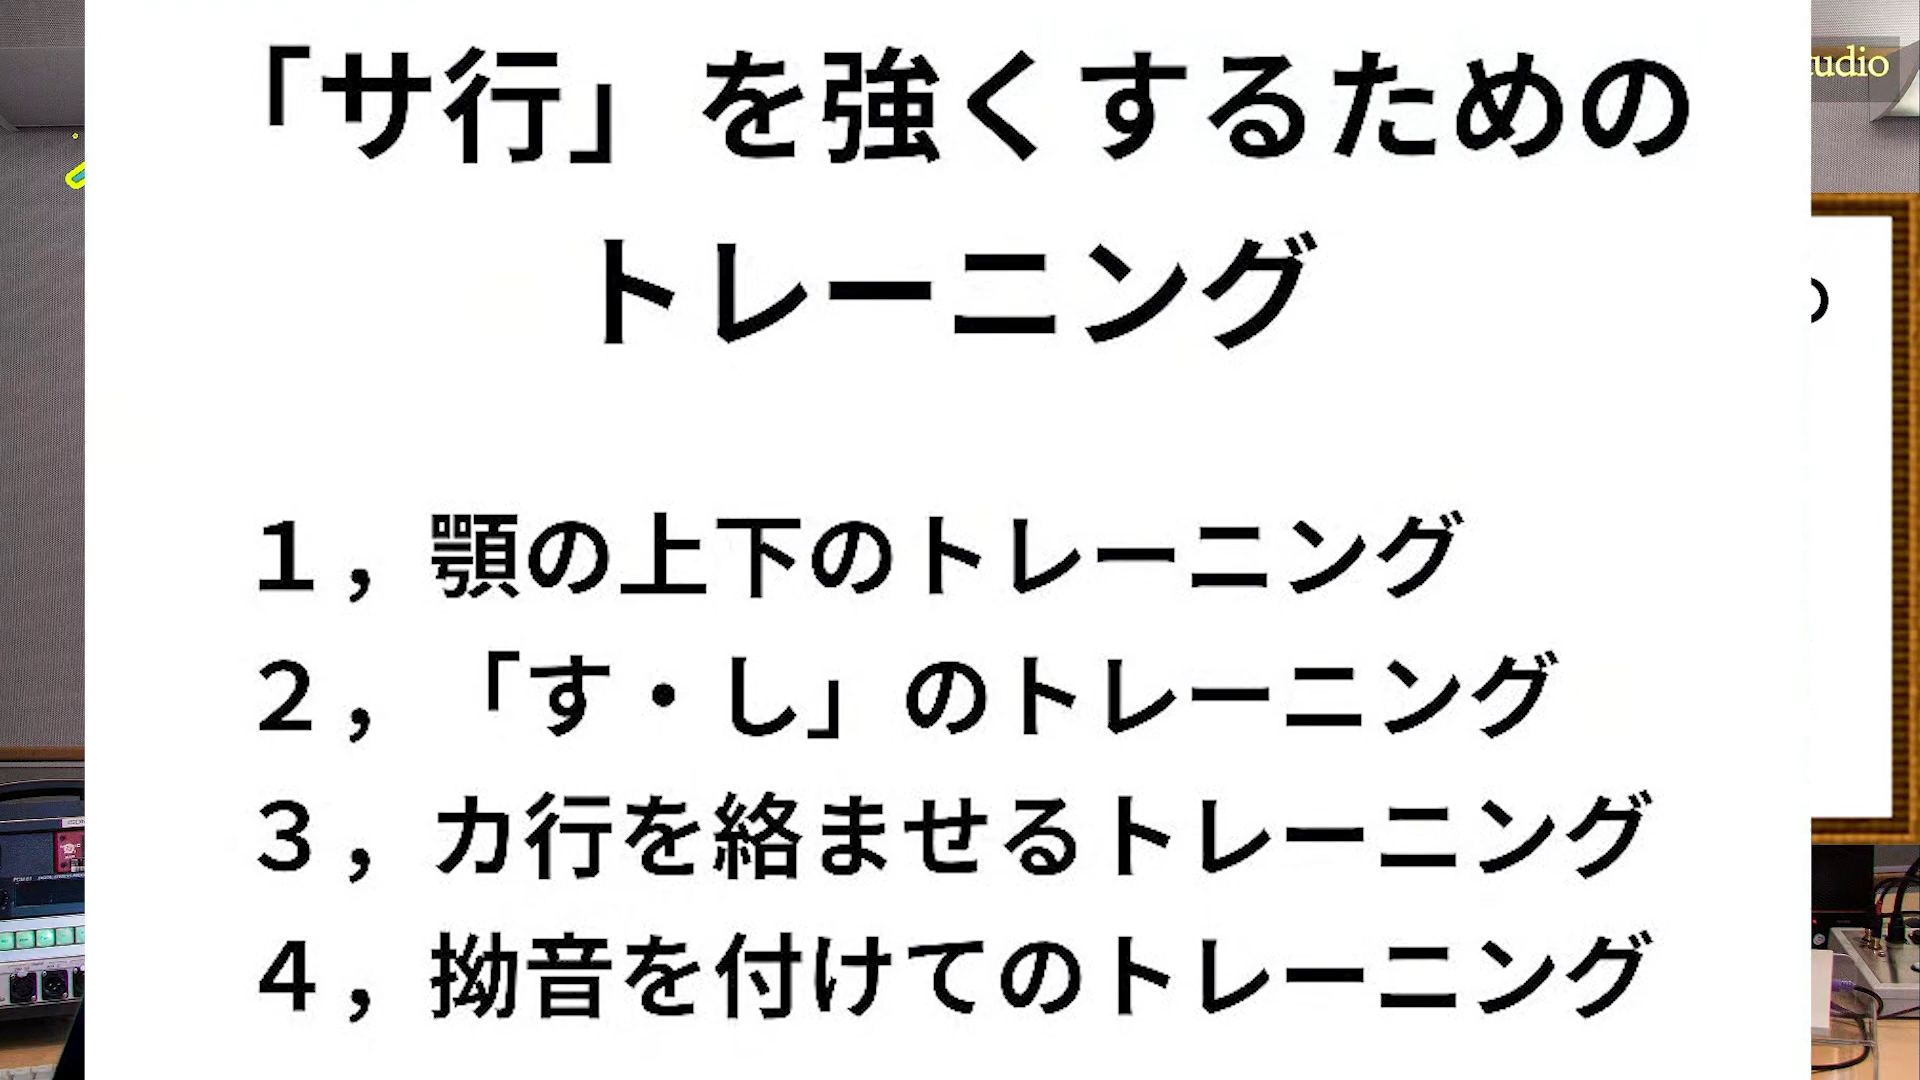 「サ行」を強くするための
トレーニング
１，顎の上下のトレーニング
２，「す・し」のトレーニング
３，カ行を絡ませるトレーニング
４，拗音を付けてのトレーニング